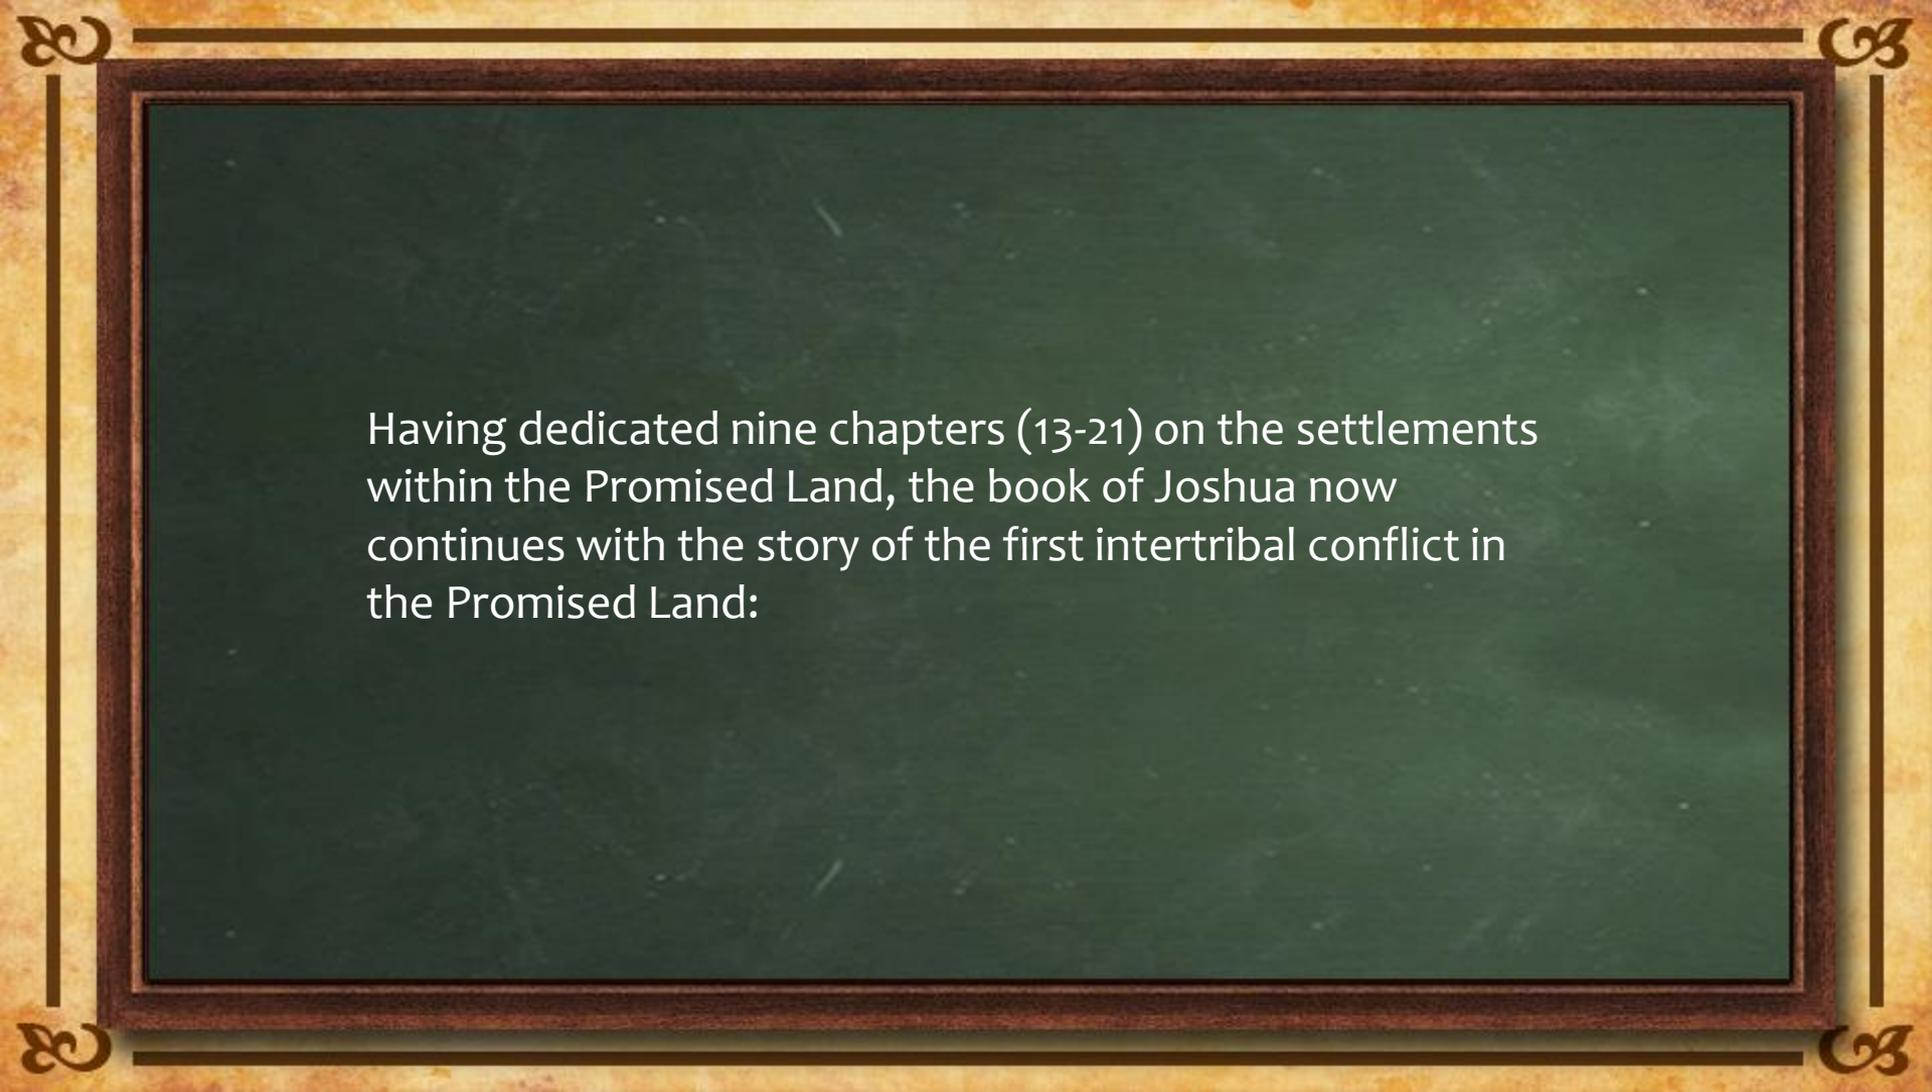 Having dedicated nine chapters (13-21) on the settlements
within the Promised Land, the book of Joshua now
continues with the story of the first intertribal conflict in
the Promised Land: